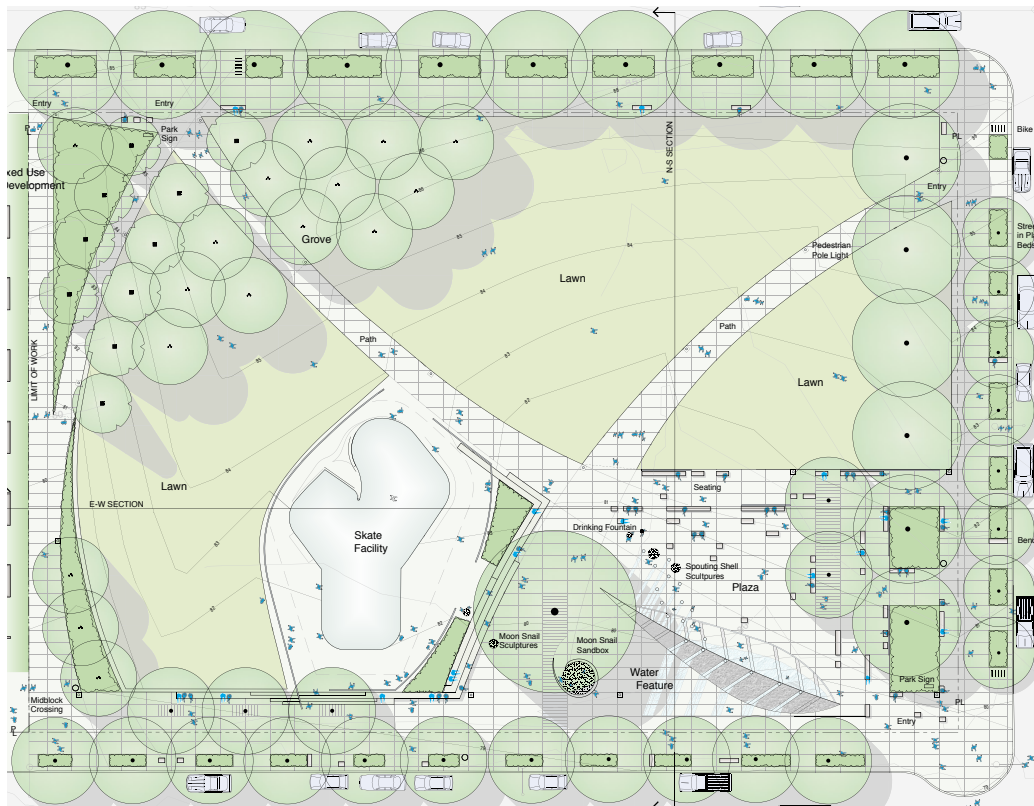 Entry
Entry
Park
Sign
PL
Bike
N-S SECTION
xed Use
Development
Entry
Grove
Stree
in Pla
Beds
Pedestrian
Pole Light
Lawn
Path
Path
LIMIT OF WORK
Lawn
Lawn
E-W SECTION
Seating
Skate
Facility
Drinking Fountain
Spouting Shell
Scultpures
Plaza
Benc
Moon Snail
Sculptures
Moon Snail
Sandbox
Water
Feature
Park Sign
Midblock
Crossing
PL
Entry